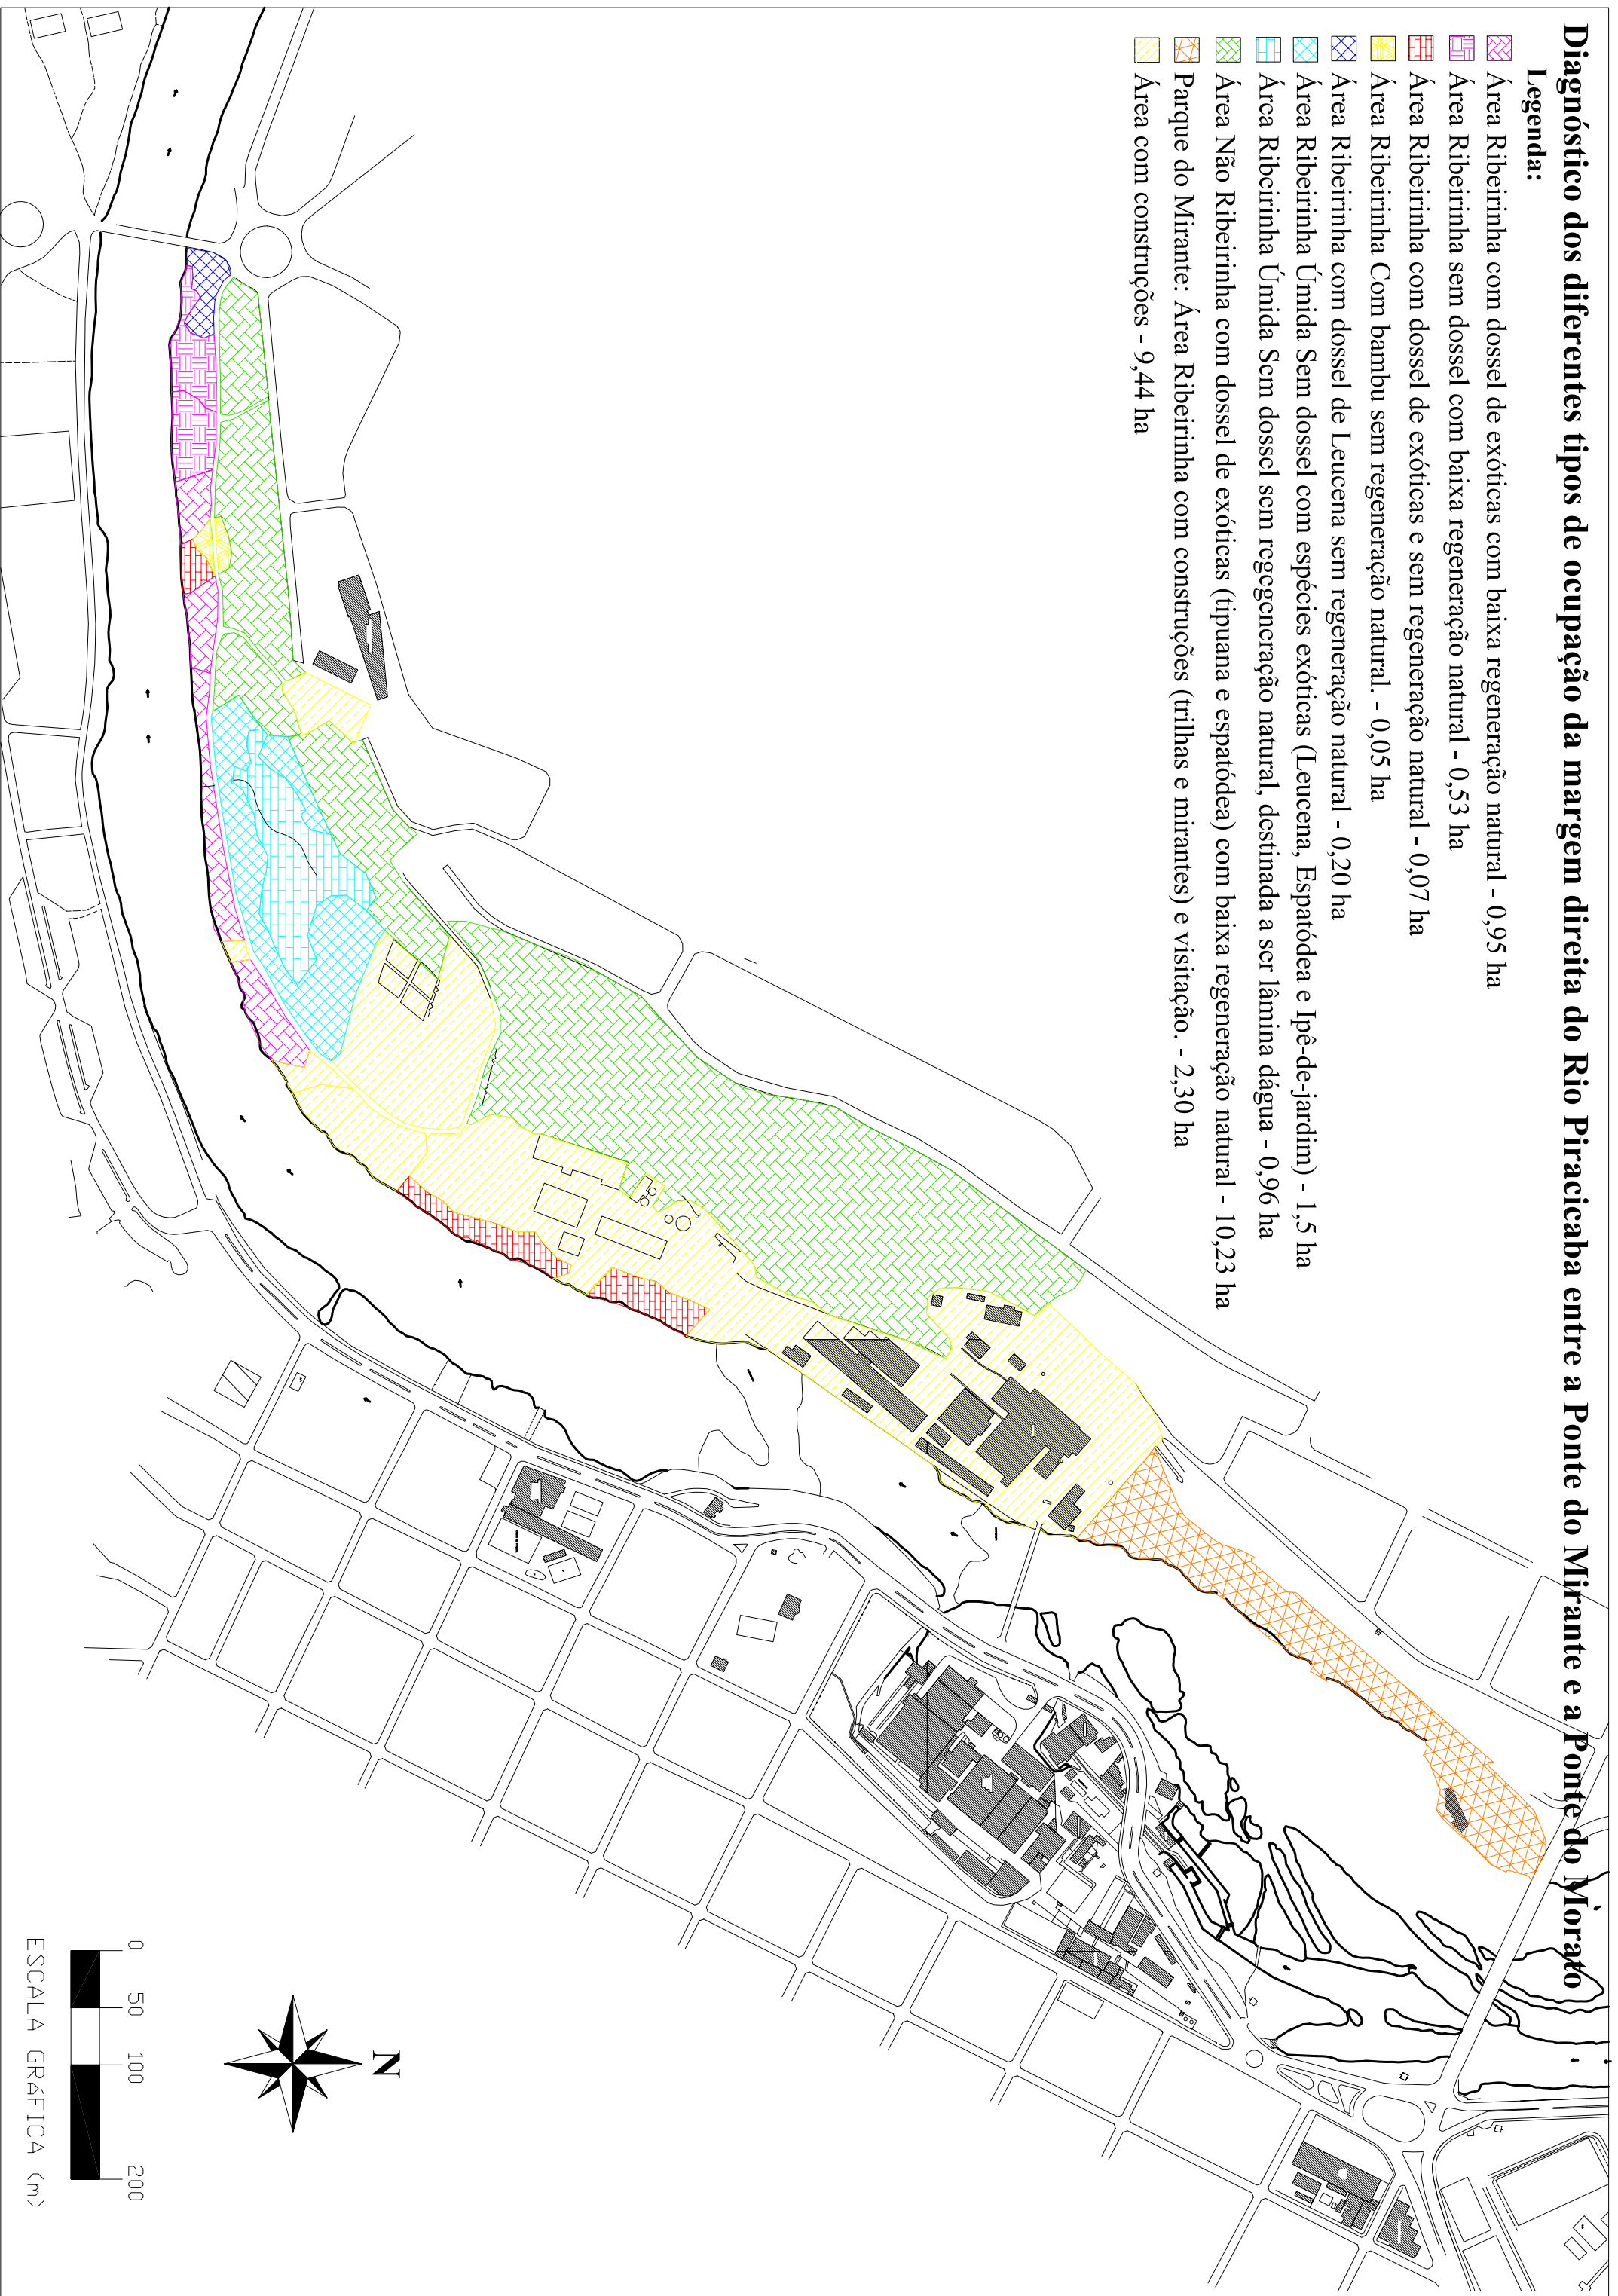 Diagnóstico dos diferentes tipos de ocupação da margem direita do Rio Piracicaba entre a Ponte do Mirante e a Ponte do Morato
Legenda:
Área Ribeirinha com dossel de exóticas com baixa regeneração natural - 0,95 ha
Área Ribeirinha sem dossel com baixa regeneração natural - 0,53 ha
Área Ribeirinha com dossel de exóticas e sem regeneração natural - 0,07 ha
Área Ribeirinha Com bambu sem regeneração natural. - 0,05 ha
Área Ribeirinha com dossel de Leucena sem regeneração natural - 0,20 ha
Área Ribeirinha Úmida Sem dossel com espécies exóticas (Leucena, Espatódea e Ipê-de-jardim) - 1,5 ha
Área Ribeirinha Úmida Sem dossel sem regegeneração natural, destinada a ser lâmina dágua - 0,96 ha
Área Não Ribeirinha com dossel de exóticas (tipuana e espatódea) com baixa regeneração natural - 10,23 ha
Parque do Mirante: Área Ribeirinha com construções (trilhas e mirantes) e visitação. - 2,30 ha
Área com construções - 9,44 ha
N
0 50 100 200
ESCALA GRÁFICA (m)